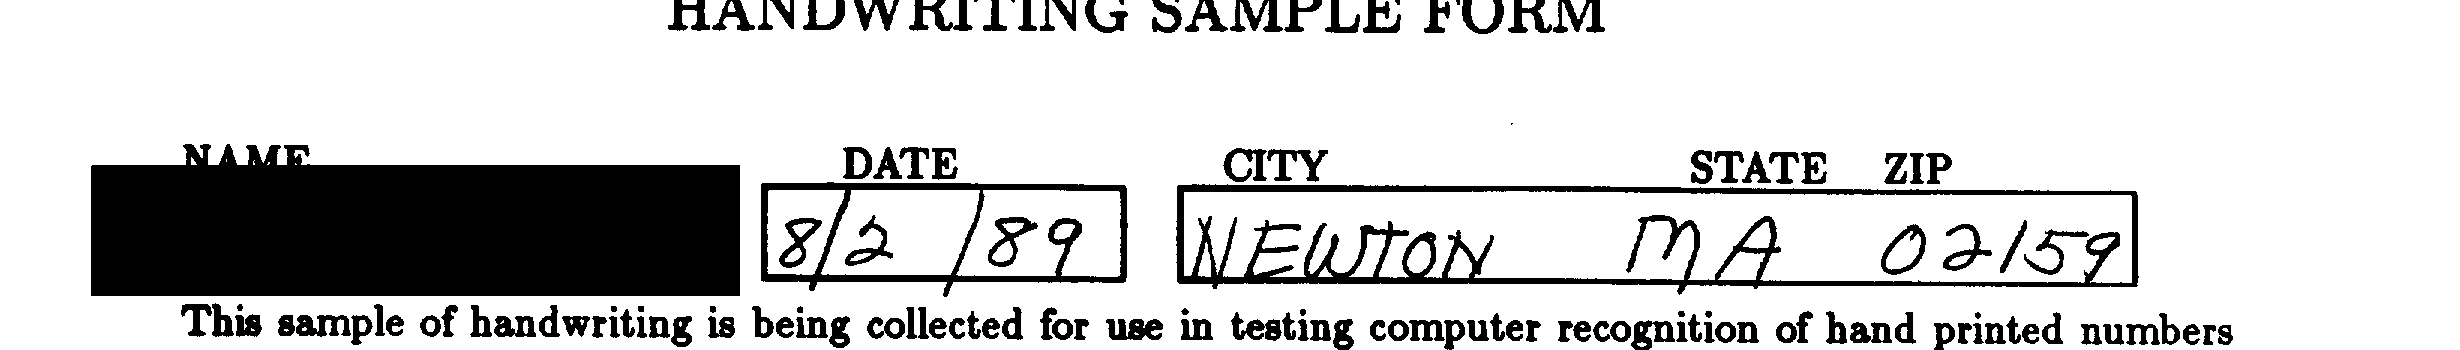 HANDWRITING SAMPLE FORM
NAME DATE CITY STATE ZIP
8/2/89 NEWTON MA 02159
This sample of handwriting is being collected for use in testing computer recognition of hand printed numbers